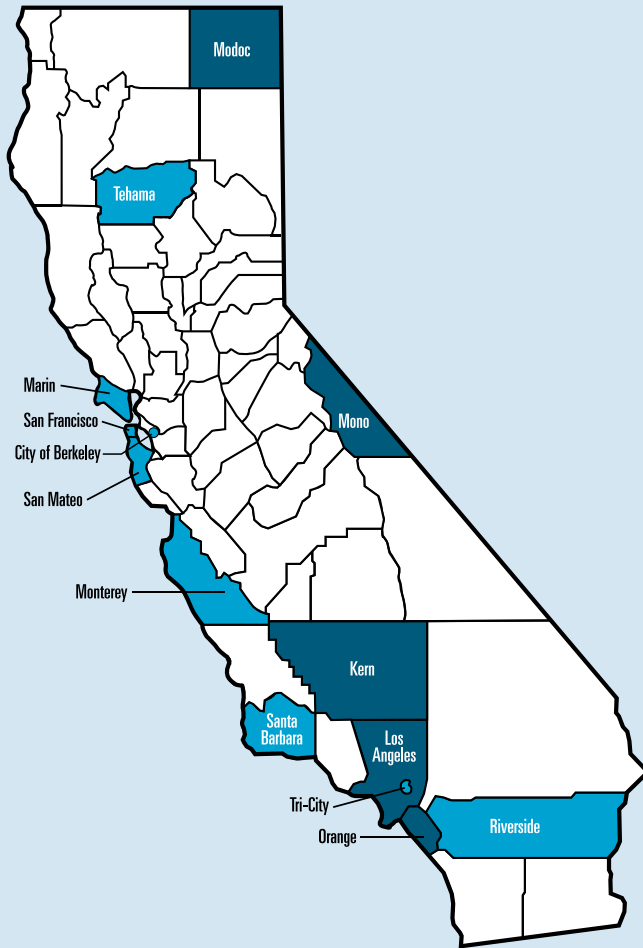 Modoc
Tehama
Marin
San Francisco
City of Berkeley
San Mateo
Mono
Monterey
Kern
Santa
Barbara
Los
Angeles
Tri-City
Orange
Riverside